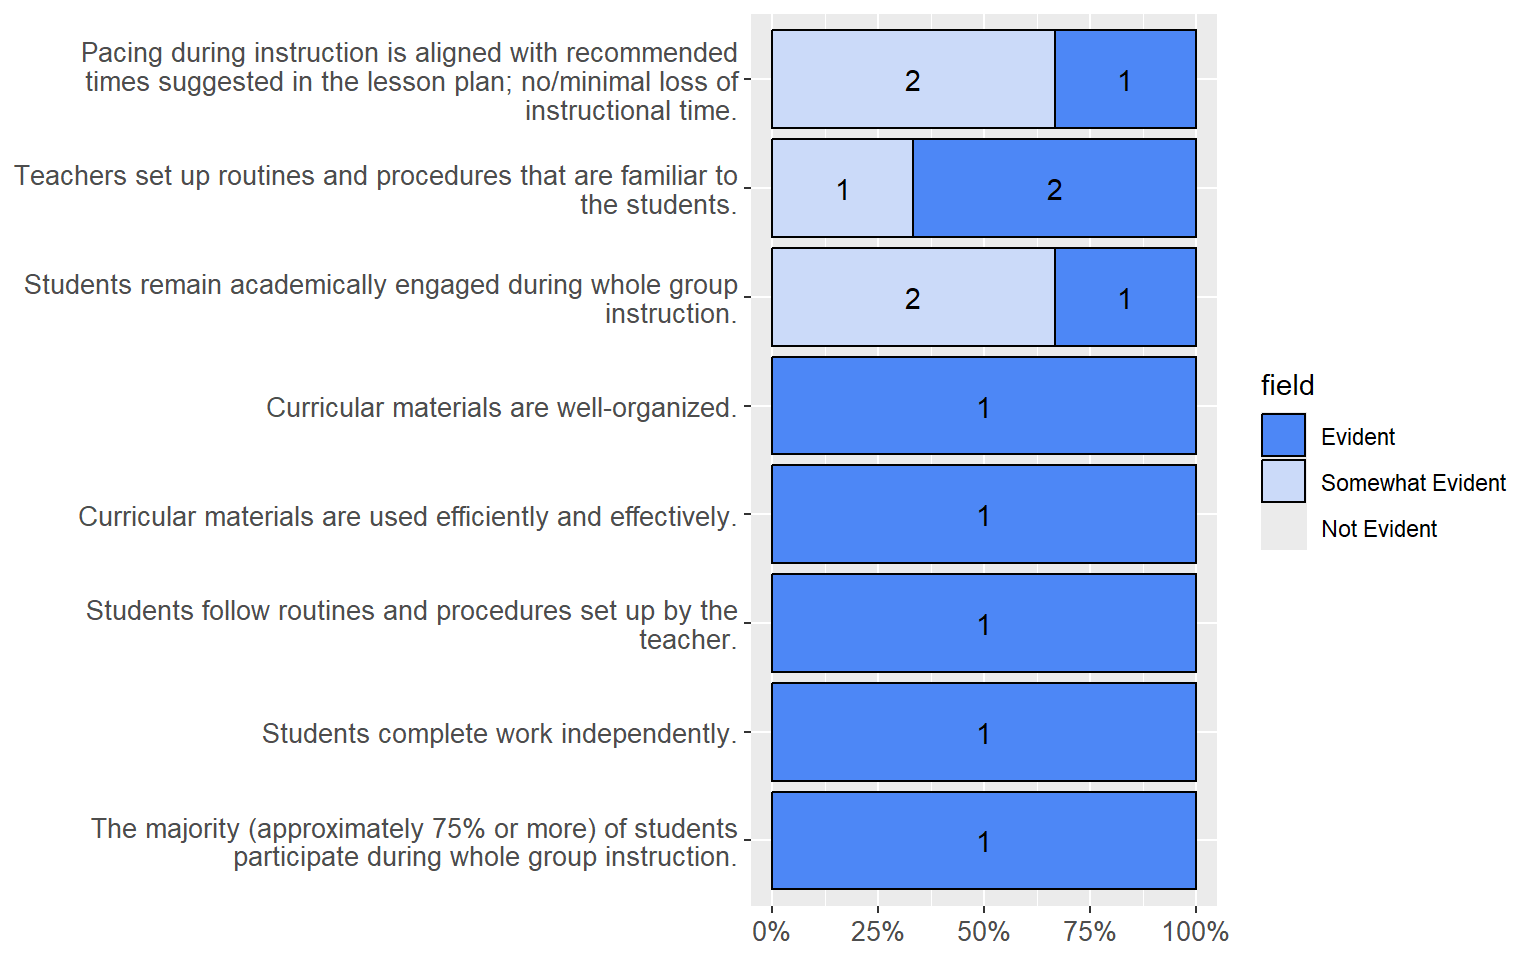 Pacing during instruction is aligned with recommended
times suggested in the lesson plan; no/minimal loss of
instructional time.
2
1
Teachers set up routines and procedures that are familiar to
the students.
1
2
Students remain academically engaged during whole group
instruction.
2
1
Curricular materials are well-organized.
1
Curricular materials are used efficiently and effectively.
1
Students follow routines and procedures set up by the
teacher.
1
Students complete work independently.
1
The majority (approximately 75% or more) of students
participate during whole group instruction.
1
0%
25%
50%
75%
100%
field
Evident
Somewhat Evident
Not Evident